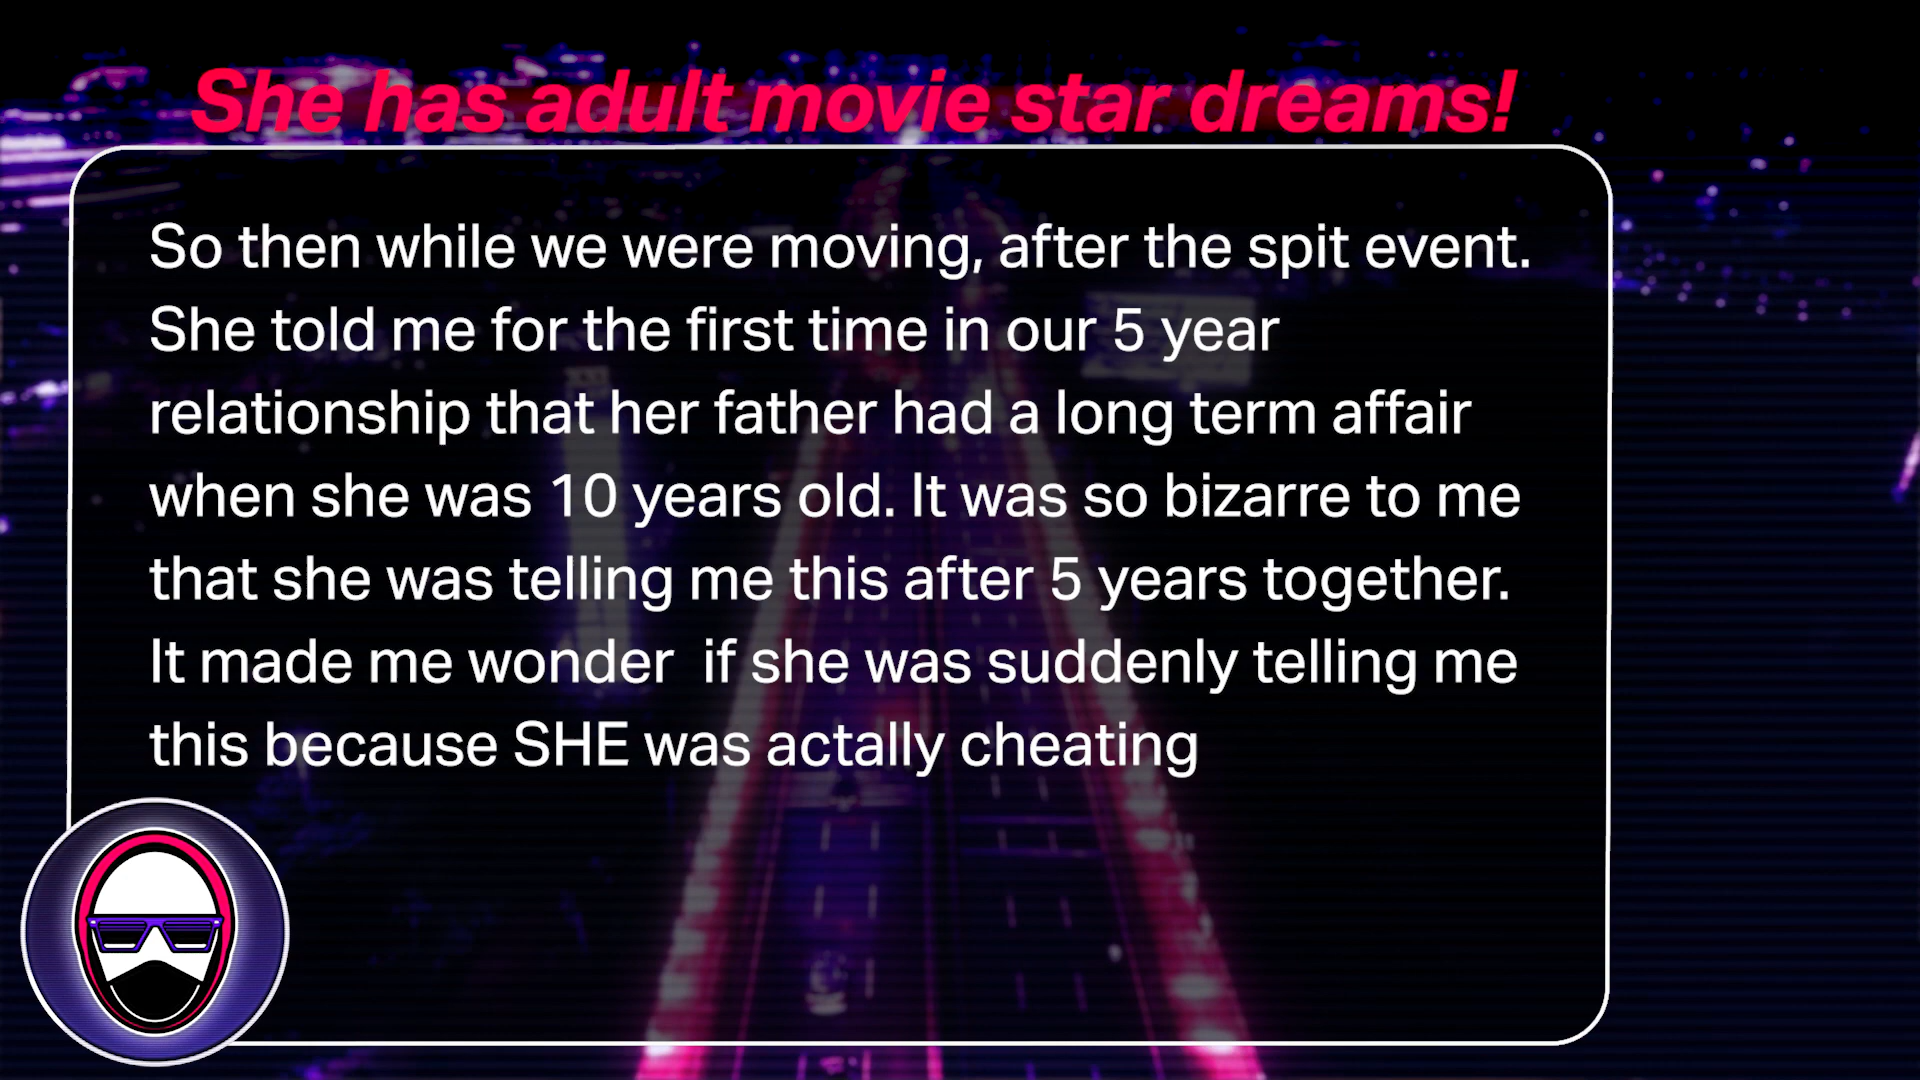 She has adult movie star dreams!
So then while we were moving, after the spit event.
She told me for the first time in our 5 year
relationship that her father had a long term affair
when she was 10 years old. It was so bizarre to me
that she was telling me this after 5 years together.
It made me wonder  if she was suddenly telling me
this because SHE was actally cheating